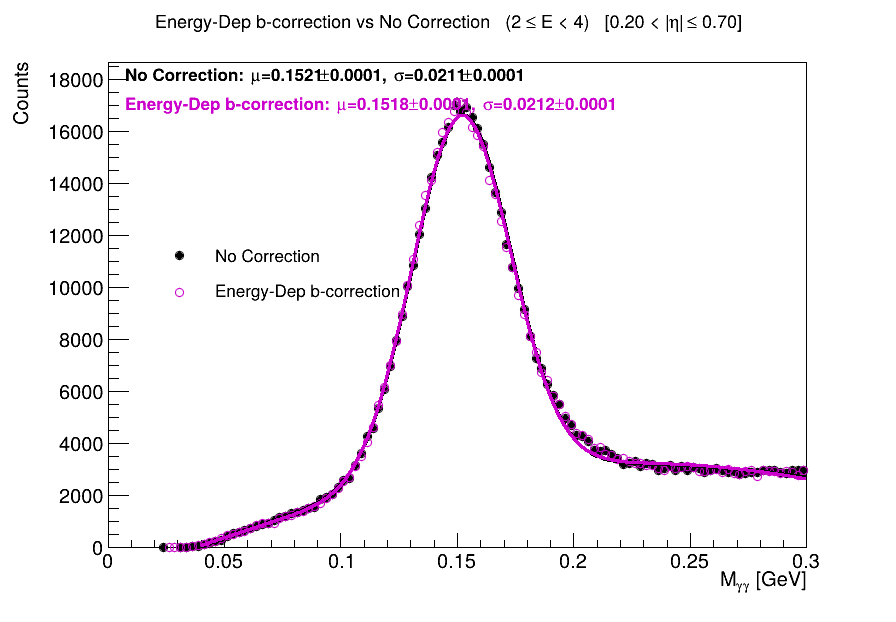 Energy-Dep b-correction vs No Correction (2 ≤ E < 4) [0.20 < |η| ≤ 0.70]
Counts
No Correction: μ=0.1521±0.0001, σ=0.0211±0.0001
Energy-Dep b-correction: μ=0.1518±0.0001, σ=0.0212±0.0001
18000
16000
14000
12000
10000
8000
6000
4000
2000
0
No Correction
Energy-Dep b-correction
0 0.05 0.1 0.15 0.2 0.25 0.3
Mγγ [GeV]